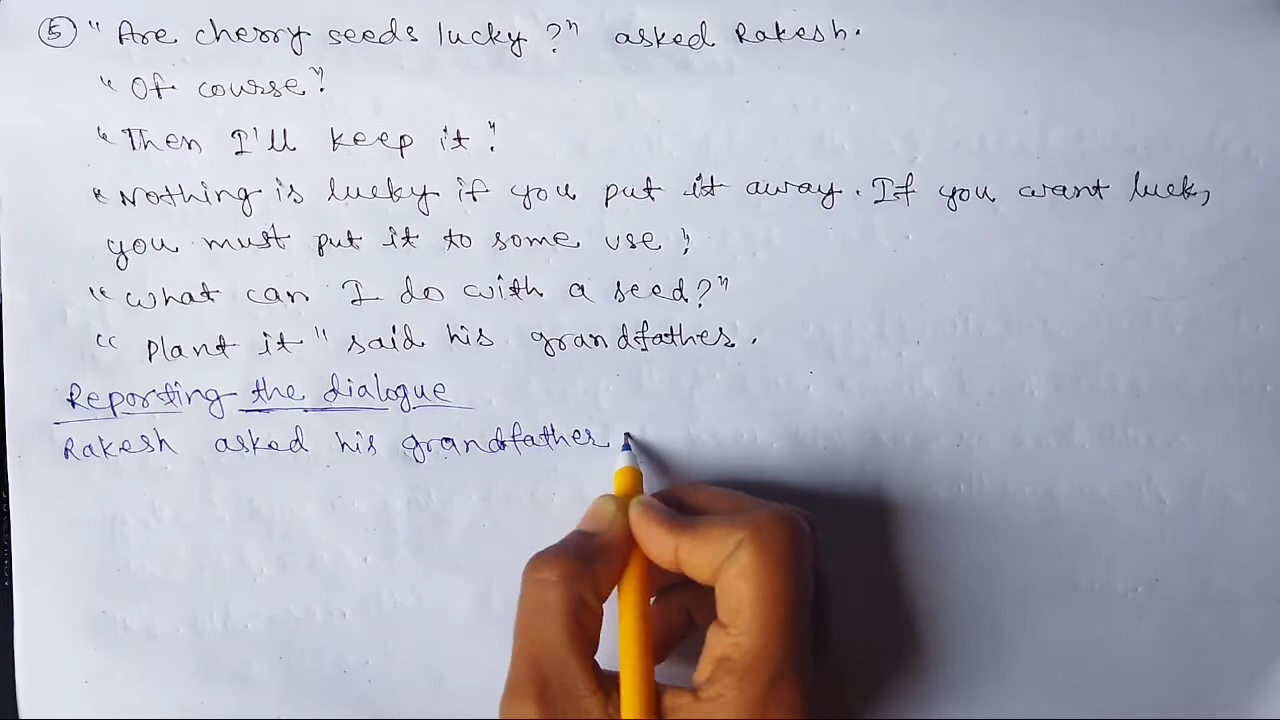 ⑤ "Are cherry seeds lucky ?" asked Rakesh.
"Of course".
"Then I'll keep it".
"Nothing is lucky if you put it away. If you want luck,
you must put it to some use".
"What can I do with a seed?"
"Plant it" said his grandfather.
Reporting the dialogue
Rakesh asked his grandfather